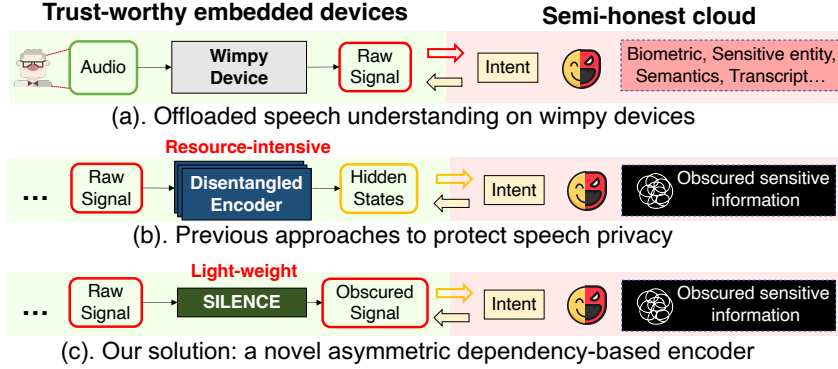 Trust-worthy embedded devices
Semi-honest cloud
Audio
Wimpy
Device
Raw
Signal
Intent
Biometric, Sensitive entity,
Semantics, Transcript…
(a). Offloaded speech understanding on wimpy devices
Resource-intensive
...
Raw
Signal
Disentangled
Encoder
Hidden
States
Intent
Obscured sensitive
information
(b). Previous approaches to protect speech privacy
Light-weight
...
Raw
Signal
SILENCE
Obscured
Signal
Intent
Obscured sensitive
information
(c). Our solution: a novel asymmetric dependency-based encoder